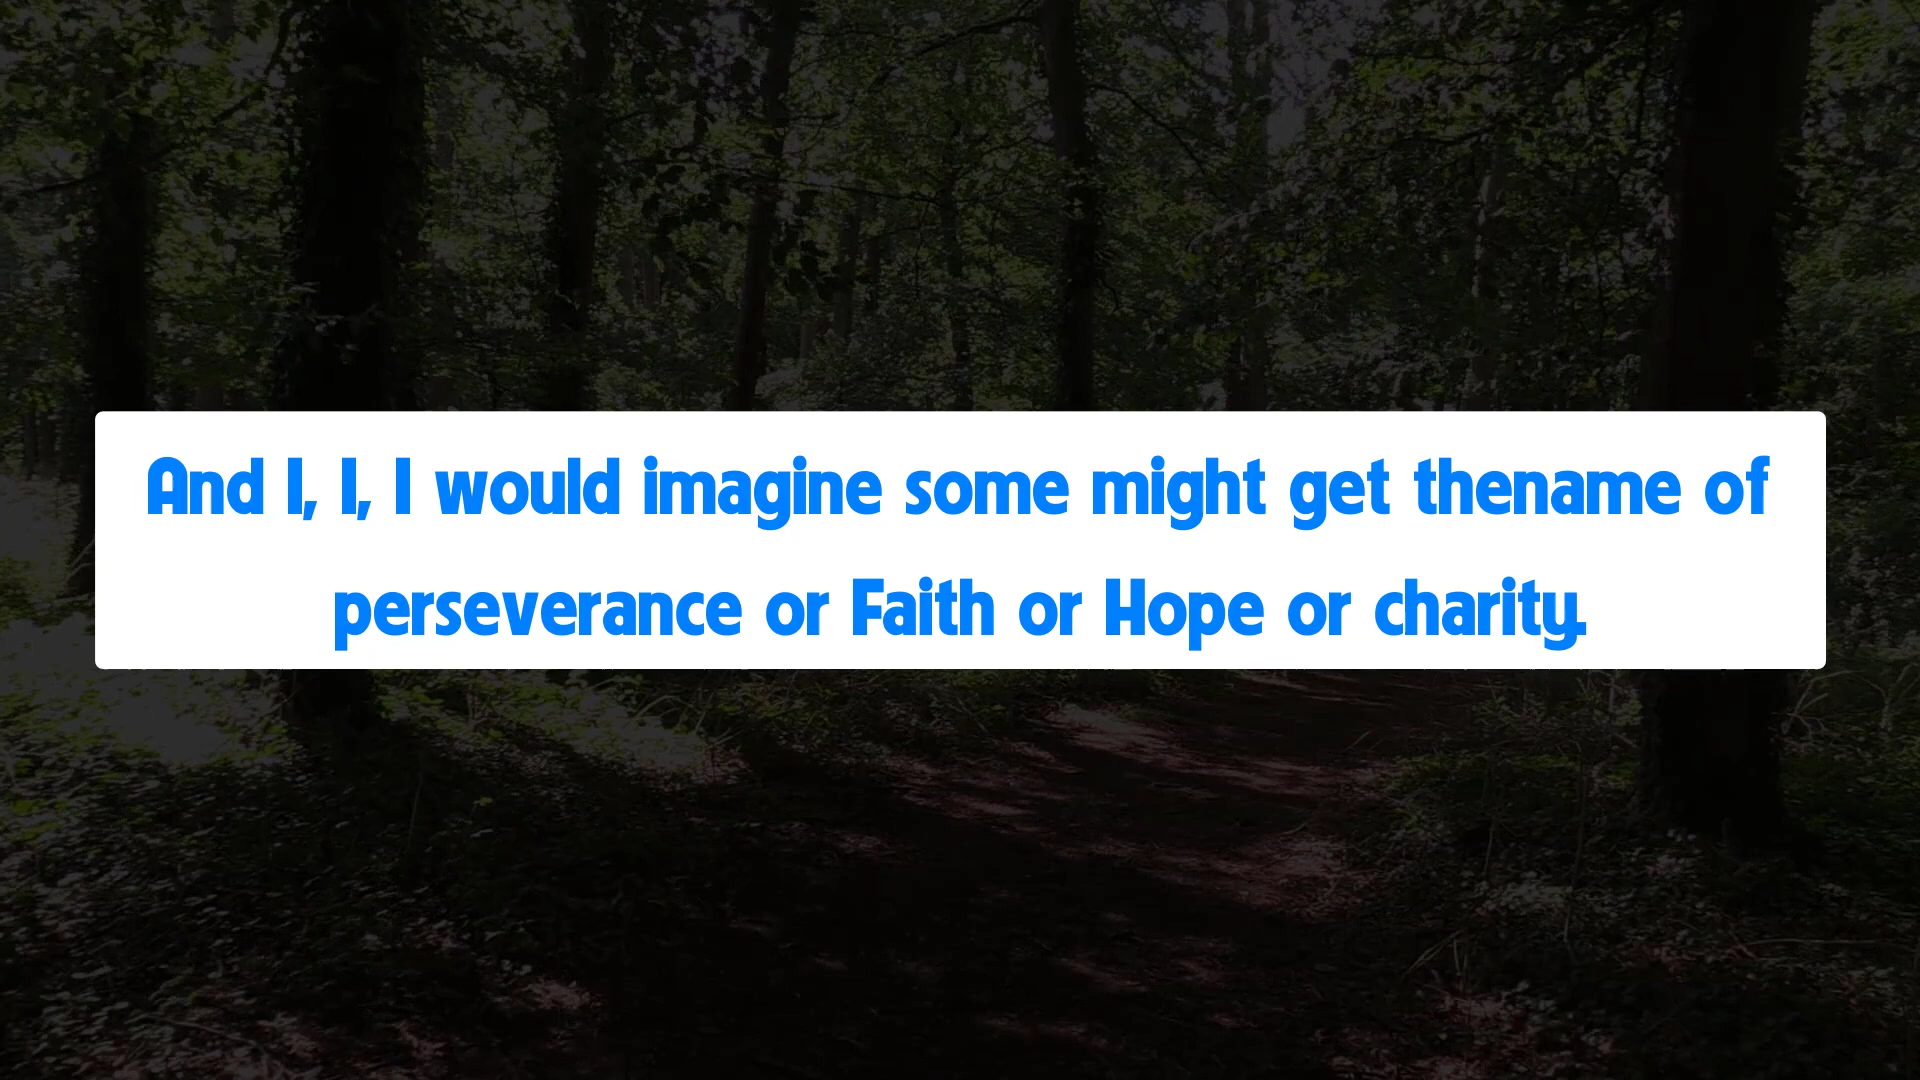 And I, I, I would imagine some might get thename of
perseverance or Faith or Hope or charity.